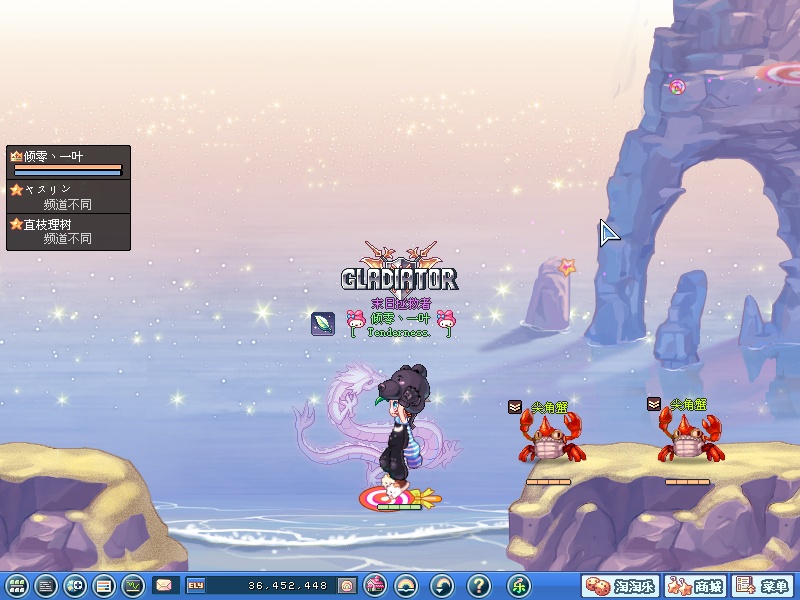 倾零丶一叶
ヤスリン
频道不同
直枝理树
频道不同
GLADIATOR
末日拯救者
倾零丶一叶
Tenderness.
尖角蟹
尖角蟹
ELY
36,452,448
?
乐
淘淘乐
商城
菜单